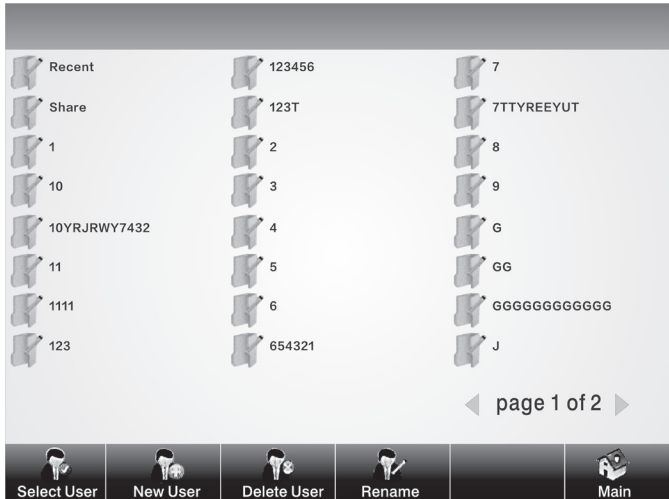 Recent
Share
1
10
10YRJRWY7432
11
1111
123
123456
123T
2
3
4
5
6
654321
7
7TTYREEYUT
8
9
G
GG
GGGGGGGGGGGG
J
page 1 of 2
Select User
New User
Delete User
Rename
Main